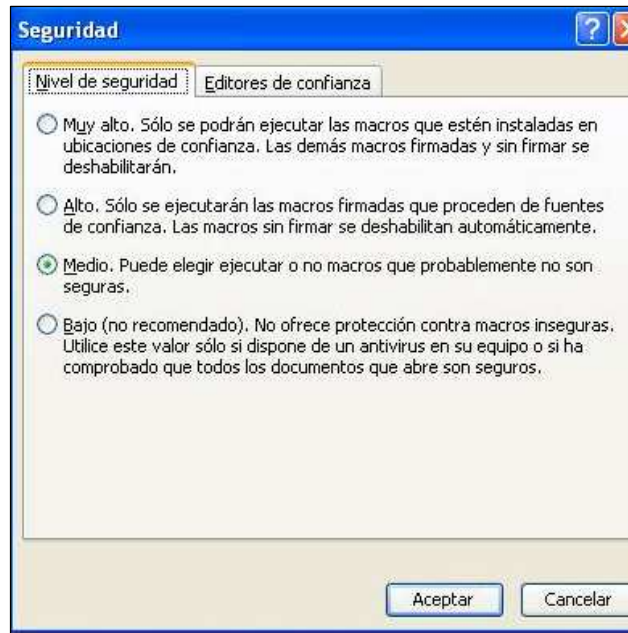 Seguridad
Nivel de seguridad
Editores de confianza
Muy alto. Sólo se podrán ejecutar las macros que estén instaladas en
ubicaciones de confianza. Las demás macros firmadas y sin firmar se
deshabilitarán.
Alto. Sólo se ejecutarán las macros firmadas que proceden de fuentes
de confianza. Las macros sin firmar se deshabilitan automáticamente.
Medio. Puede elegir ejecutar o no macros que probablemente no son
seguras.
Bajo (no recomendado). No ofrece protección contra macros inseguras.
Utilice este valor sólo si dispone de un antivirus en su equipo o si ha
comprobado que todos los documentos que abre son seguros.
Aceptar
Cancelar